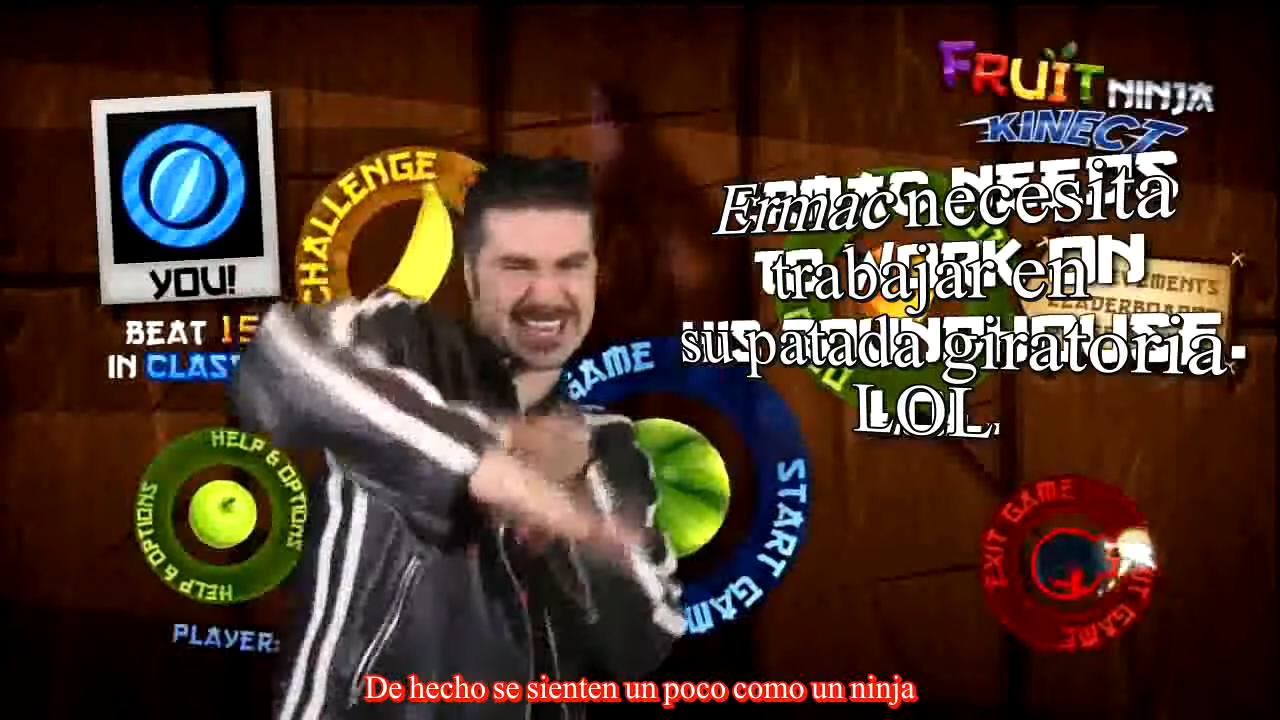 FRUIT NINJA
KINECT
CHALLENGE
YOU!
Ermac necesita
trabajar en
su patada giratoria.
LOL.
BEAT 15
IN CLAS
GAME
START GAME
HELP & OPTIONS
HELP & OPTIONS
EXIT GAME
PLAYER:
De hecho se sienten un poco como un ninja